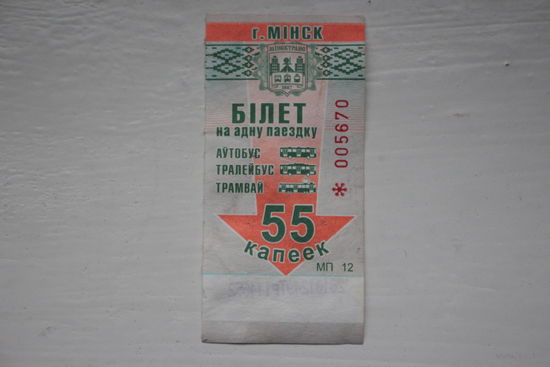 г. МІНСК
МІНСКТРАНС
БІЛЕТ
на адну паездку
АЎТОБУС
ТРАЛЕЙБУС
ТРАМВАЙ
55
капеек
МП 12
* 005670